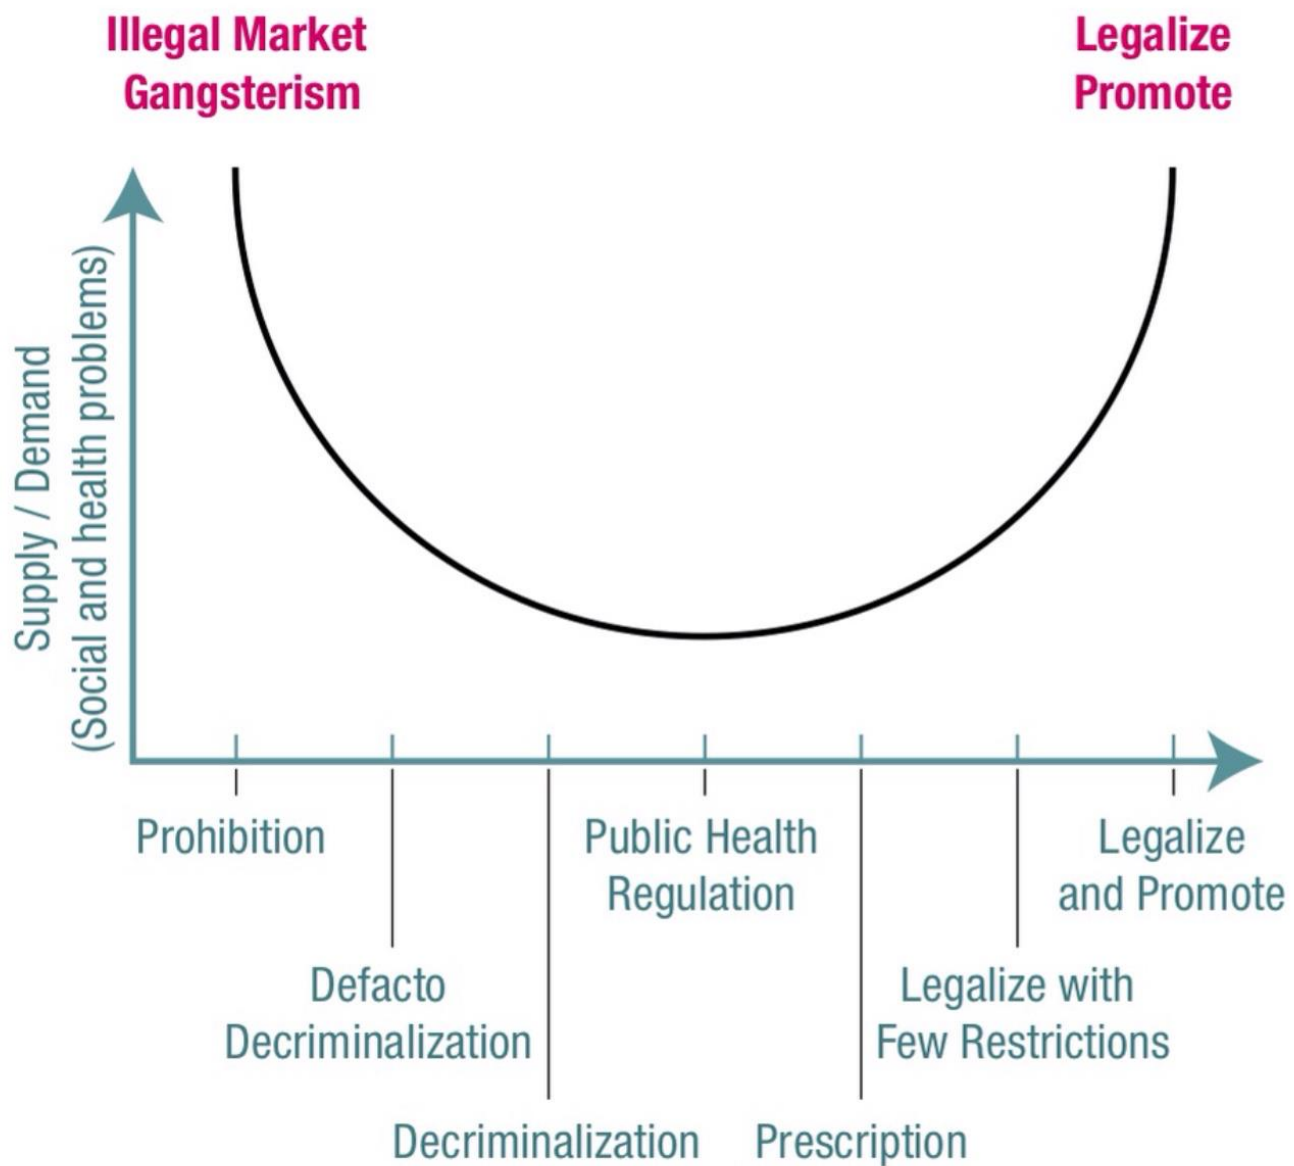 Illegal Market
Gangsterism
Legalize
Promote
Supply / Demand
(Social and health problems)
Prohibition
Public Health
Regulation
Legalize
and Promote
Defacto
Decriminalization
Legalize with
Few Restrictions
Decriminalization
Prescription